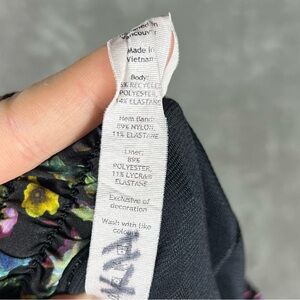 Vancouver
Made in
Vietnam
Body:
POLYESTER,
14% ELASTANE
Hem Band:
89% NYLON,
11% ELASTANE
Liner:
89%
POLYESTER,
11% LYCRA®
ELASTANE
Exclusive of
decoration
Wash with like
colours